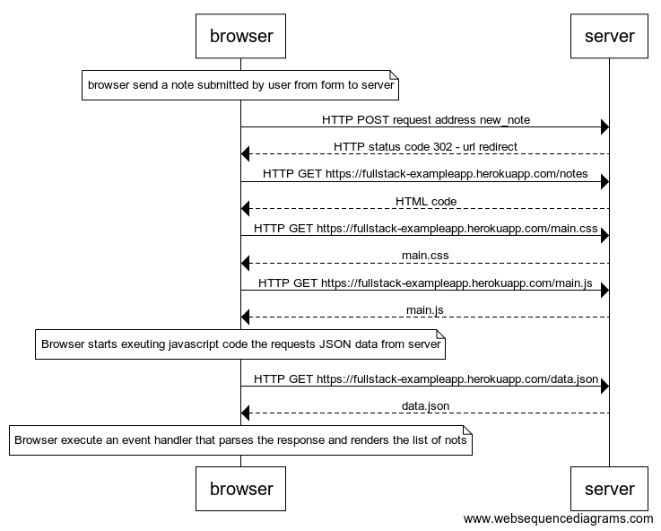 browser
server
browser send a note submitted by user from form to server
HTTP POST request address new_note
HTTP status code 302 - url redirect
HTTP GET https://fullstack-exampleapp.herokuapp.com/notes
HTML code
HTTP GET https://fullstack-exampleapp.herokuapp.com/main.css
main.css
HTTP GET https://fullstack-exampleapp.herokuapp.com/main.js
main.js
Browser starts exeuting javascript code the requests JSON data from server
HTTP GET https://fullstack-exampleapp.herokuapp.com/data.json
data.json
Browser execute an event handler that parses the response and renders the list of nots
browser
server
www.websequencediagrams.com